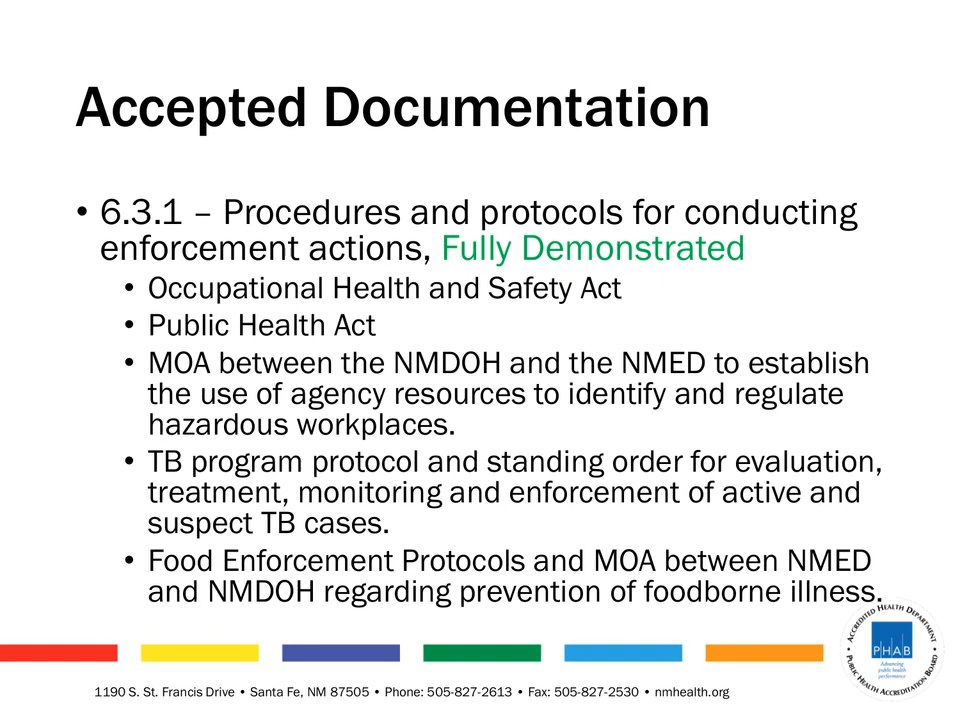 Accepted Documentation
• 6.3.1 – Procedures and protocols for conducting
enforcement actions, Fully Demonstrated
• Occupational Health and Safety Act
• Public Health Act
• MOA between the NMDOH and the NMED to establish
the use of agency resources to identify and regulate
hazardous workplaces.
• TB program protocol and standing order for evaluation,
treatment, monitoring and enforcement of active and
suspect TB cases.
• Food Enforcement Protocols and MOA between NMED
and NMDOH regarding prevention of foodborne illness.
• ACCREDITED HEALTH DEPARTMENT •
PHAB
Advancing
public health
performance
PUBLIC HEALTH ACCREDITATION BOARD
1190 S. St. Francis Drive • Santa Fe, NM 87505 • Phone: 505-827-2613 • Fax: 505-827-2530 • nmhealth.org